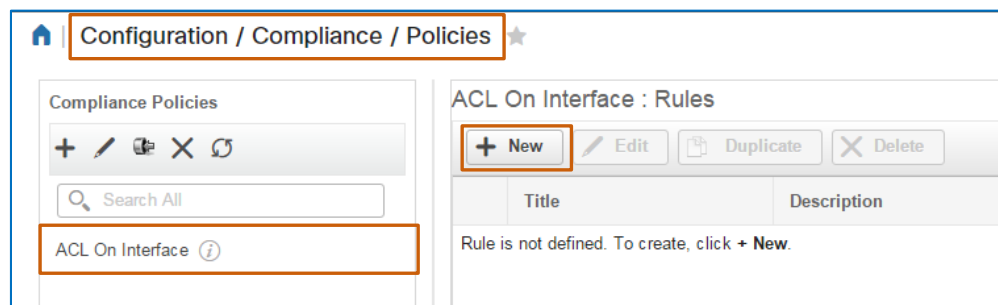 Configuration / Compliance / Policies
Compliance Policies
Search All
ACL On Interface
ACL On Interface : Rules
New Edit Duplicate Delete
Title Description
Rule is not defined. To create, click + New.